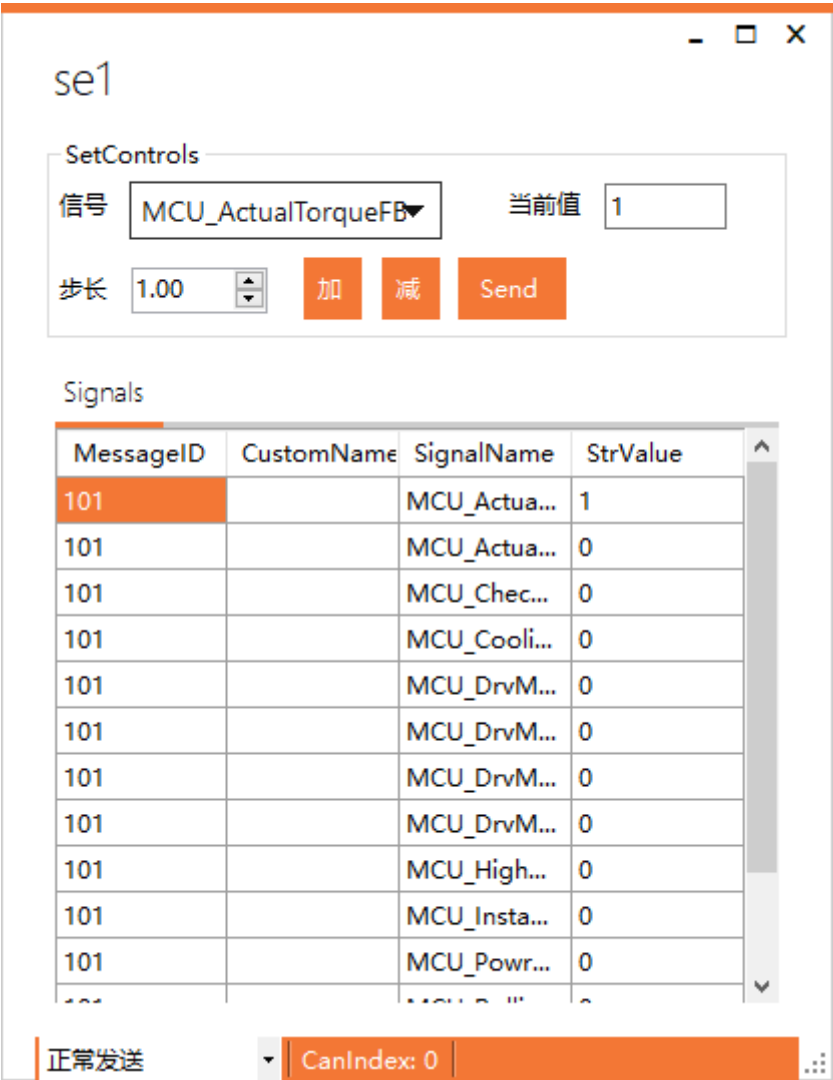 se1
SetControls
信号 MCU_ActualTorqueFB 当前值 1
步长 1.00 加 减 Send
Signals
MessageID CustomName SignalName StrValue
101 MCU_Actua... 1
101 MCU_Actua... 0
101 MCU_Chec... 0
101 MCU_Cooli... 0
101 MCU_DrvM... 0
101 MCU_DrvM... 0
101 MCU_DrvM... 0
101 MCU_DrvM... 0
101 MCU_High... 0
101 MCU_Insta... 0
101 MCU_Powr... 0
正常发送 CanIndex: 0